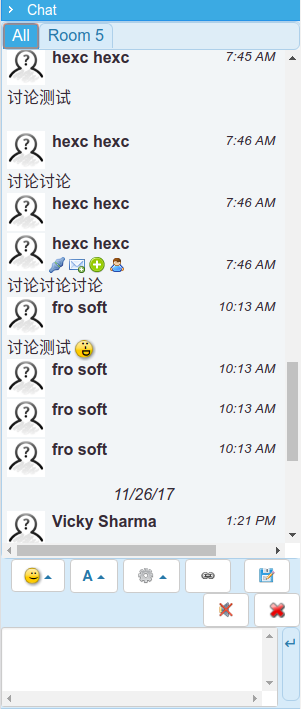 Chat
All Room 5
hexc hexc 7:45 AM
讨论测试
hexc hexc 7:46 AM
讨论讨论
hexc hexc 7:46 AM
hexc hexc
7:46 AM
讨论讨论讨论
fro soft 10:13 AM
讨论测试
fro soft 10:13 AM
fro soft 10:13 AM
fro soft 10:13 AM
11/26/17
Vicky Sharma 1:21 PM
A